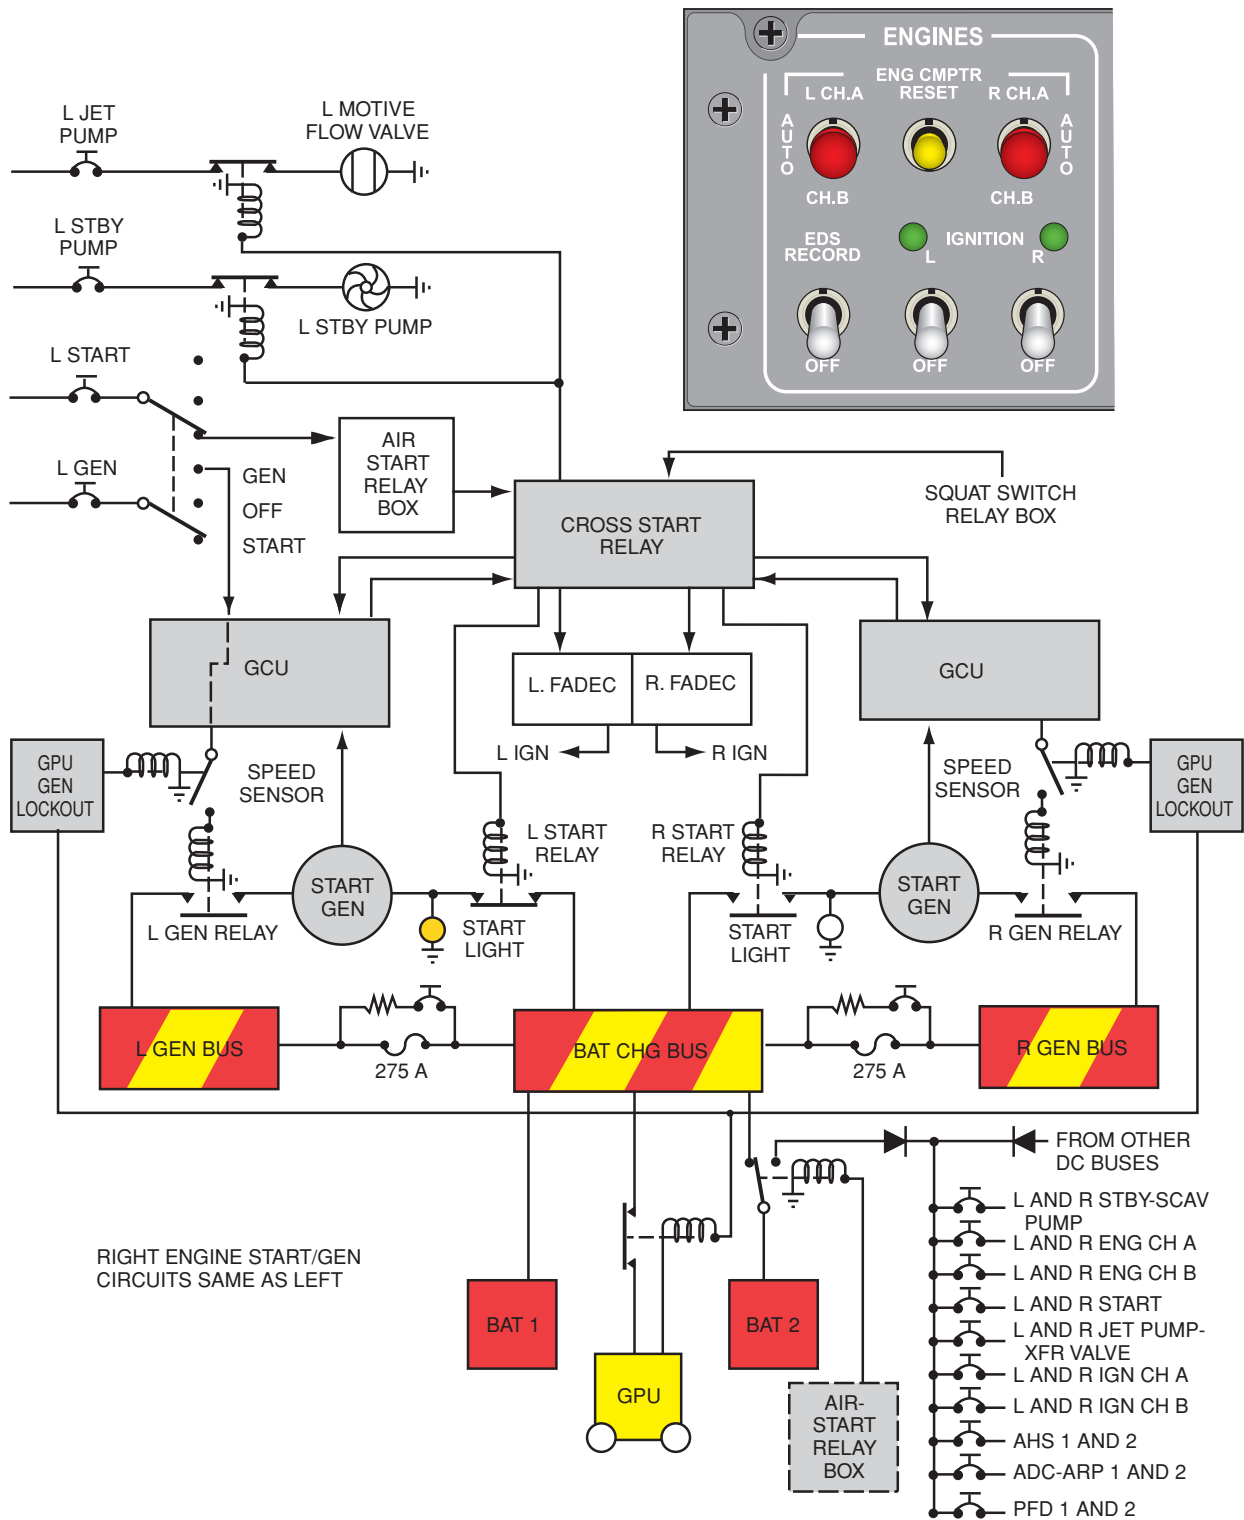 ENGINES
ENG CMPTR
RESET
L CH.A
R CH.A
AUTO
AUTO
CH.B
CH.B
EDS
RECORD
IGNITION
L
R
OFF
OFF
OFF
L JET
PUMP
L MOTIVE
FLOW VALVE
L STBY
PUMP
L STBY PUMP
L START
L GEN
GEN
OFF
START
AIR
START
RELAY
BOX
CROSS START
RELAY
SQUAT SWITCH
RELAY BOX
GCU
GCU
L. FADEC
R. FADEC
L IGN
R IGN
GPU
GEN
LOCKOUT
SPEED
SENSOR
SPEED
SENSOR
GPU
GEN
LOCKOUT
L START
RELAY
R START
RELAY
START
GEN
START
GEN
L GEN RELAY
START
LIGHT
START
LIGHT
R GEN RELAY
L GEN BUS
275 A
BAT CHG BUS
275 A
R GEN BUS
FROM OTHER
DC BUSES
L AND R STBY-SCAV
PUMP
L AND R ENG CH A
L AND R ENG CH B
L AND R START
L AND R JET PUMP-
XFR VALVE
L AND R IGN CH A
L AND R IGN CH B
AHS 1 AND 2
ADC-ARP 1 AND 2
PFD 1 AND 2
RIGHT ENGINE START/GEN
CIRCUITS SAME AS LEFT
BAT 1
BAT 2
GPU
AIR-
START
RELAY
BOX